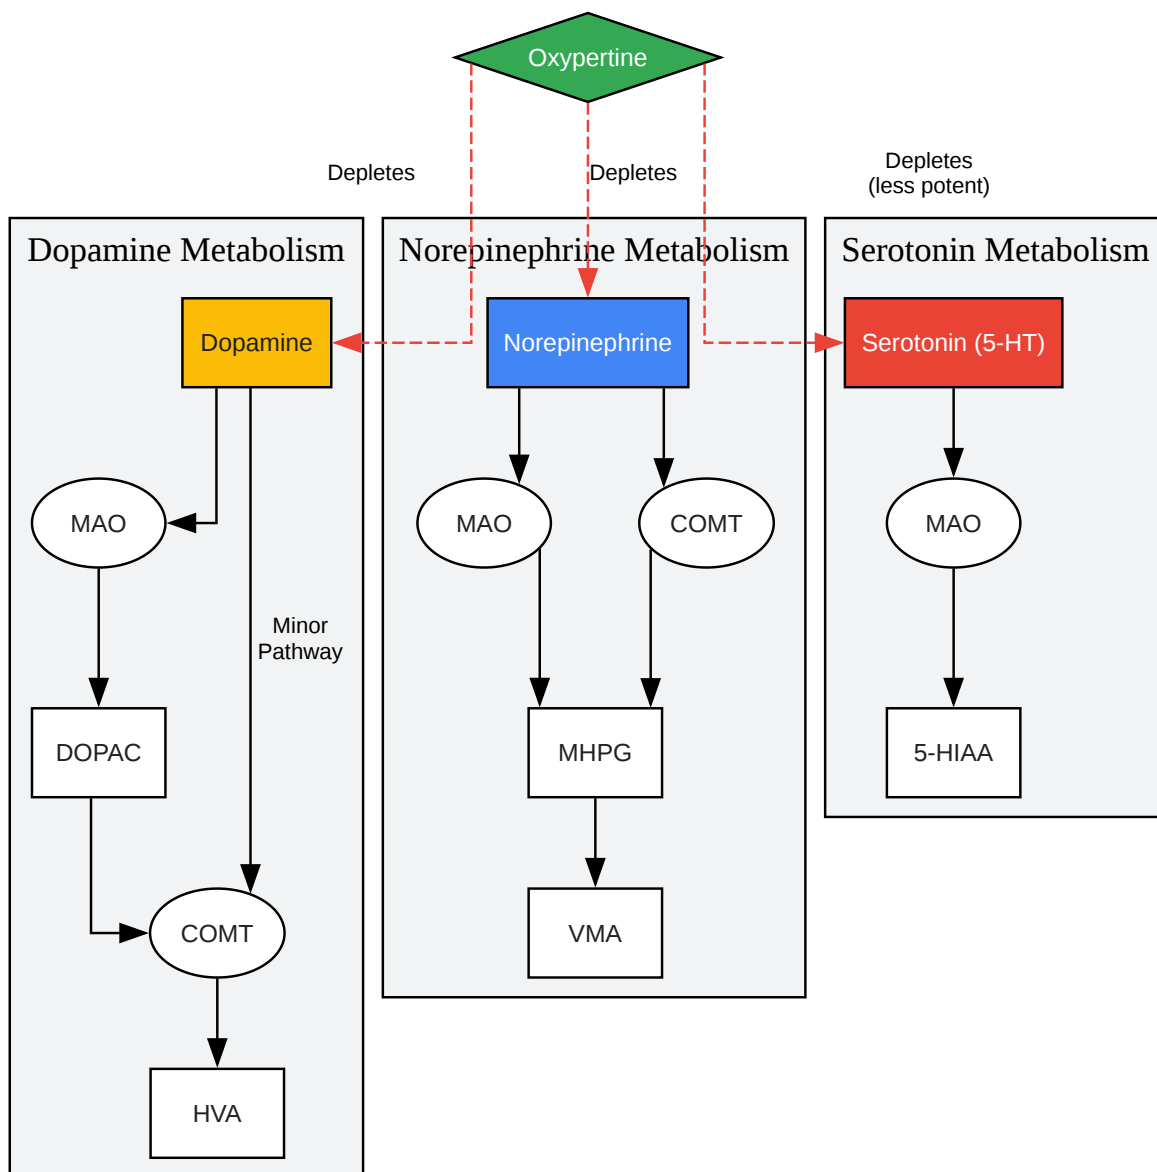 Oxypertine
Depletes
Depletes
Depletes
(less potent)
Dopamine Metabolism
Norepinephrine Metabolism
Serotonin Metabolism
Dopamine
Norepinephrine
Serotonin (5-HT)
MAO
MAO
COMT
MAO
Minor
Pathway
DOPAC
MHPG
5-HIAA
COMT
VMA
HVA